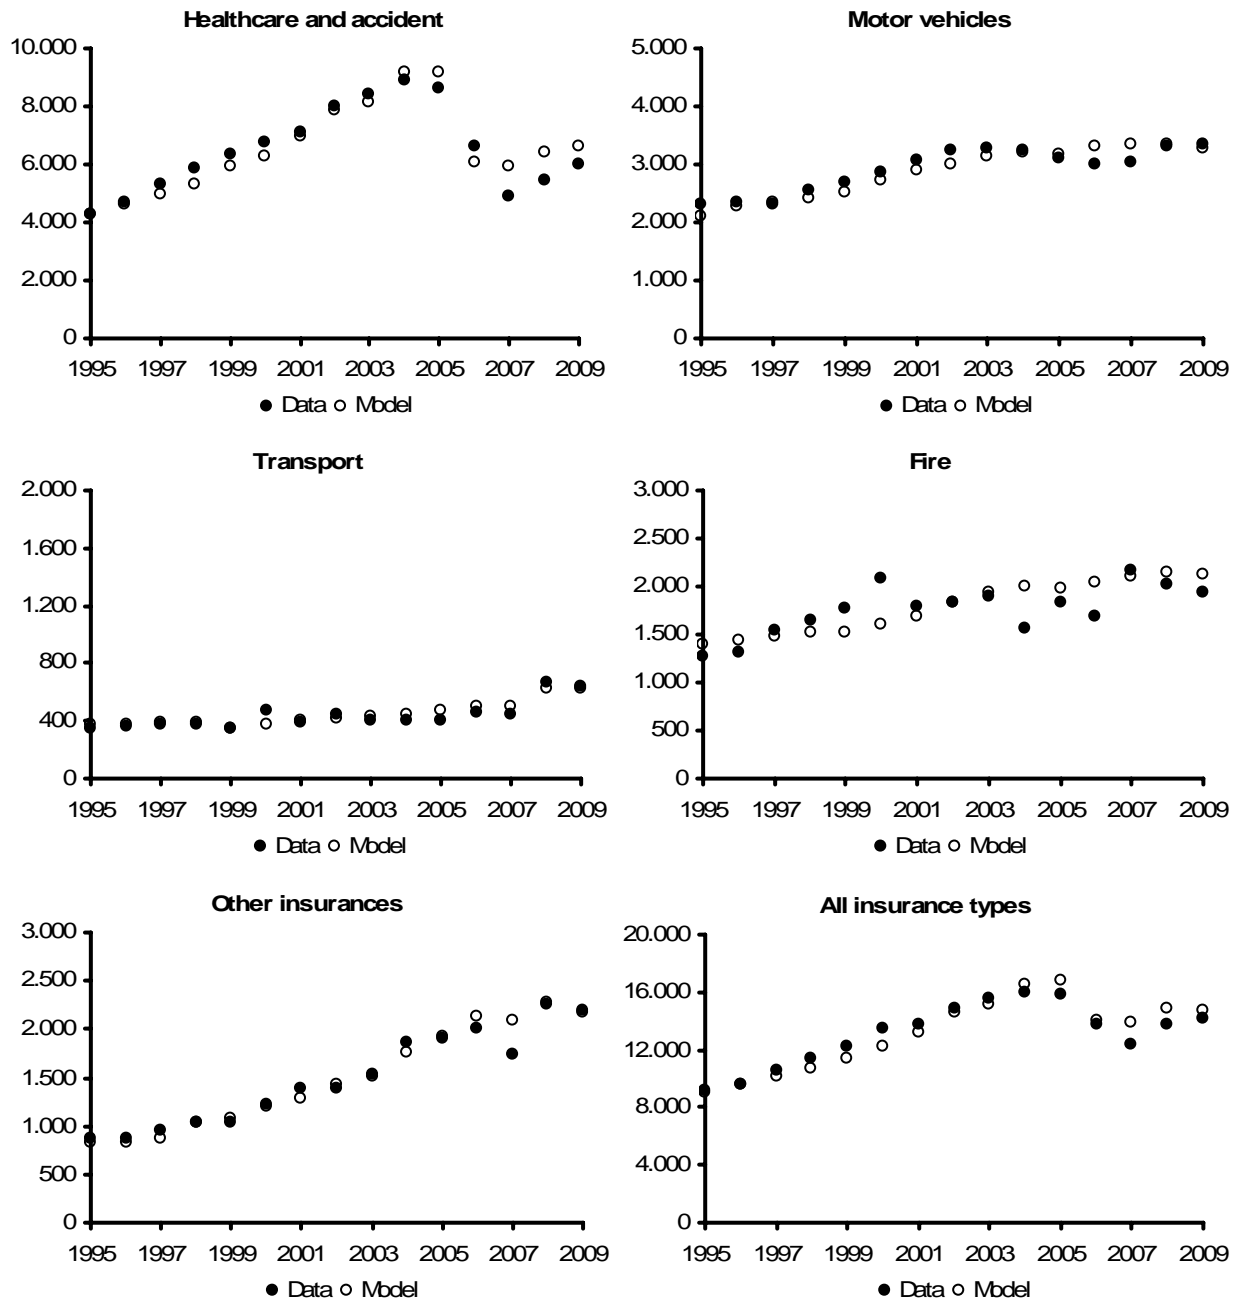 Healthcare and accident
10.000
8.000
6.000
4.000
2.000
0
1995 1997 1999 2001 2003 2005 2007 2009
● Data ○ Model
Motor vehicles
5.000
4.000
3.000
2.000
1.000
0
1995 1997 1999 2001 2003 2005 2007 2009
● Data ○ Model
Transport
2.000
1.600
1.200
800
400
0
1995 1997 1999 2001 2003 2005 2007 2009
● Data ○ Model
Fire
3.000
2.500
2.000
1.500
1.000
500
0
1995 1997 1999 2001 2003 2005 2007 2009
● Data ○ Model
Other insurances
3.000
2.500
2.000
1.500
1.000
500
0
1995 1997 1999 2001 2003 2005 2007 2009
● Data ○ Model
All insurance types
20.000
16.000
12.000
8.000
4.000
0
1995 1997 1999 2001 2003 2005 2007 2009
● Data ○ Model